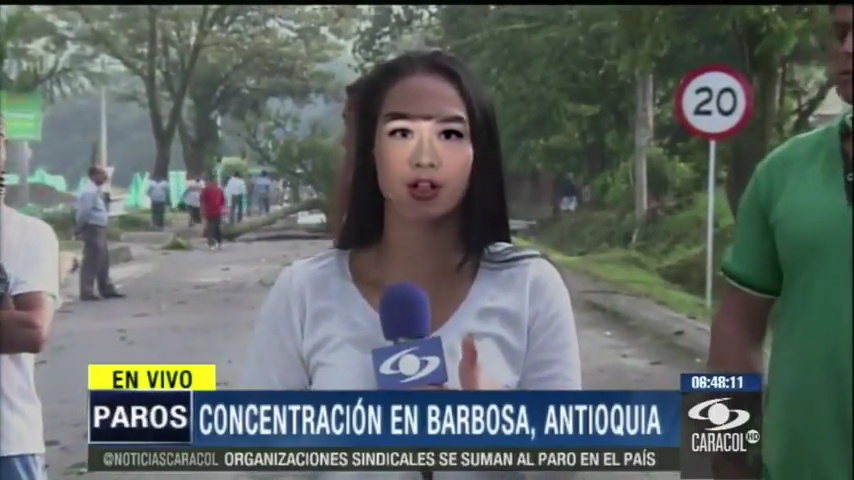 20
EN VIVO
06:48:11
PAROS
CONCENTRACIÓN EN BARBOSA, ANTIOQUIA
CARACOL HD
@NOTICIASCARACOL ORGANIZACIONES SINDICALES SE SUMAN AL PARO EN EL PAÍS